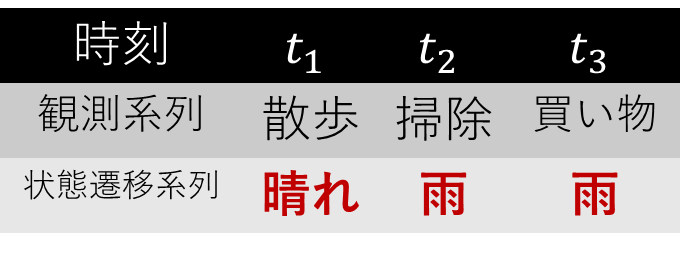 時刻 t1 t2 t3
観測系列 散歩 掃除 買い物
状態遷移系列 晴れ 雨 雨